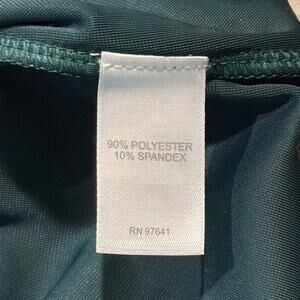 90% POLYESTER
10% SPANDEX
RN 97641